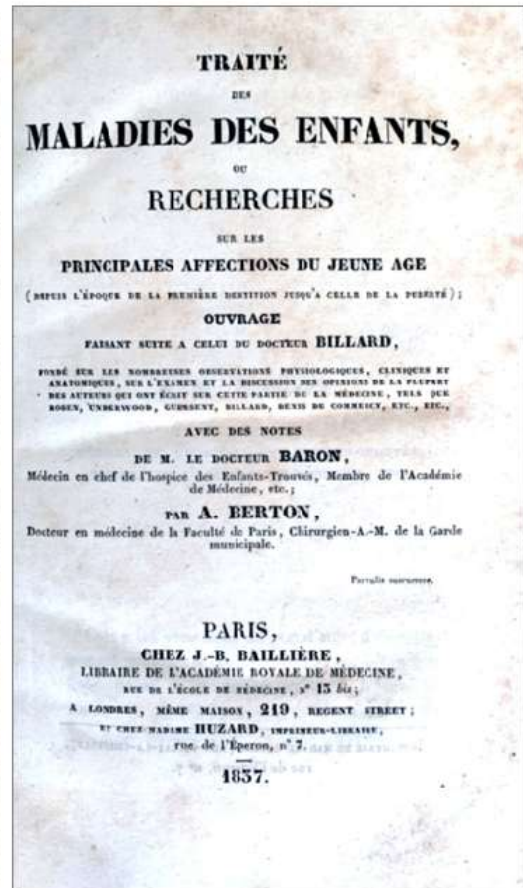 TRAITÉ
DES
MALADIES DES ENFANTS,
OU
RECHERCHES
SUR LES
PRINCIPALES AFFECTIONS DU JEUNE AGE
(DEPUIS L'ÉPOQUE DE LA PREMIÈRE DENTITION JUSQU'A CELLE DE LA PUBERTÉ);
OUVRAGE
FAISANT SUITE A CELUI DU DOCTEUR BILLARD,
FONDÉ SUR LES NOMBREUSES OBSERVATIONS PHYSIOLOGIQUES, CLINIQUES ET
ANATOMIQUES, SUR L'EXAMEN ET LA DISCUSSION DES OPINIONS DE LA PLUPART
DES AUTEURS QUI ONT ÉCRIT SUR CETTE PARTIE DE LA MÉDECINE, TELS QUE
ROSEN, UNDERWOOD, GUERSENT, BILLARD, DENIS DE COMMERCY, ETC., ETC.,
AVEC DES NOTES
DE M. LE DOCTEUR BARON,
Médecin en chef de l'hospice des Enfants-Trouvés, Membre de l'Académie
de Médecine, etc.;
PAR A. BERTON,
Docteur en médecine de la Faculté de Paris, Chirurgien-A.-M. de la Garde
municipale.
Parvulis succurrere.
PARIS,
CHEZ J.-B. BAILLIÈRE,
LIBRAIRE DE L'ACADÉMIE ROYALE DE MÉDECINE,
RUE DE L'ÉCOLE DE MÉDECINE, Nº 13 bis;
A LONDRES, MÊME MAISON, 219, REGENT STREET;
ET CHEZ MADAME HUZARD, IMPRIMEUR-LIBRAIRE,
rue de l'Éperon, nº 7.
1837.